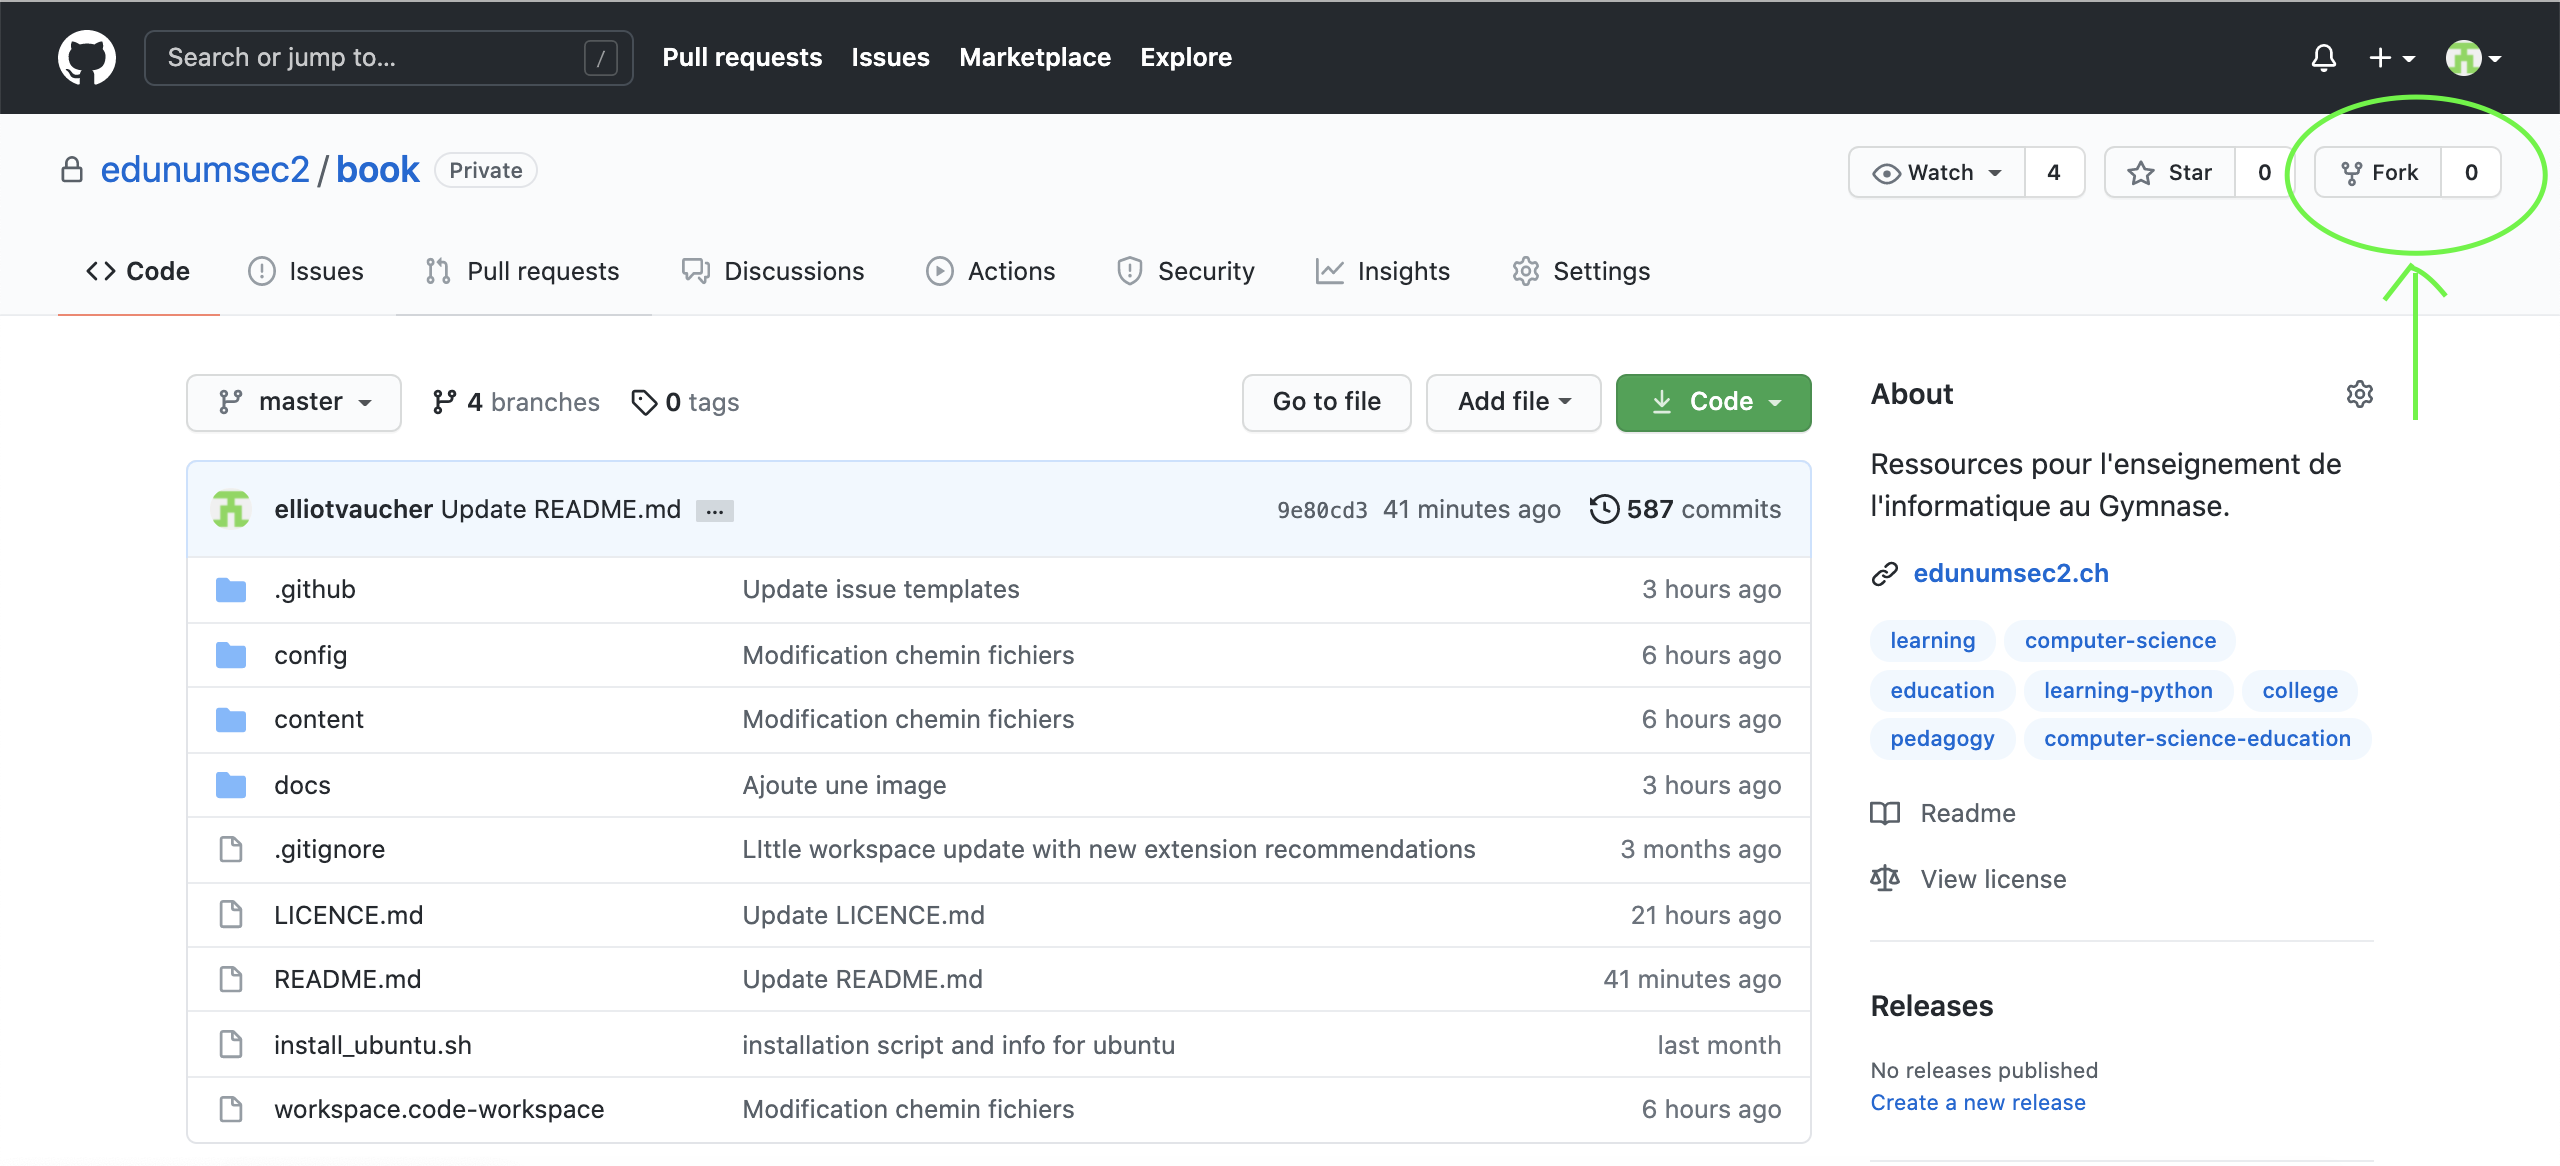 Search or jump to... / Pull requests Issues Marketplace Explore
edunumsec2 / book Private Watch 4 Star 0 Fork 0
Code Issues Pull requests Discussions Actions Security Insights Settings
master 4 branches 0 tags Go to file Add file Code
elliotvaucher Update README.md ... 9e80cd3 41 minutes ago 587 commits
.github Update issue templates 3 hours ago
config Modification chemin fichiers 6 hours ago
content Modification chemin fichiers 6 hours ago
docs Ajoute une image 3 hours ago
.gitignore LIttle workspace update with new extension recommendations 3 months ago
LICENCE.md Update LICENCE.md 21 hours ago
README.md Update README.md 41 minutes ago
install_ubuntu.sh installation script and info for ubuntu last month
workspace.code-workspace Modification chemin fichiers 6 hours ago
About
Ressources pour l'enseignement de
l'informatique au Gymnase.
edunumsec2.ch
learning computer-science
education learning-python college
pedagogy computer-science-education
Readme
View license
Releases
No releases published
Create a new release